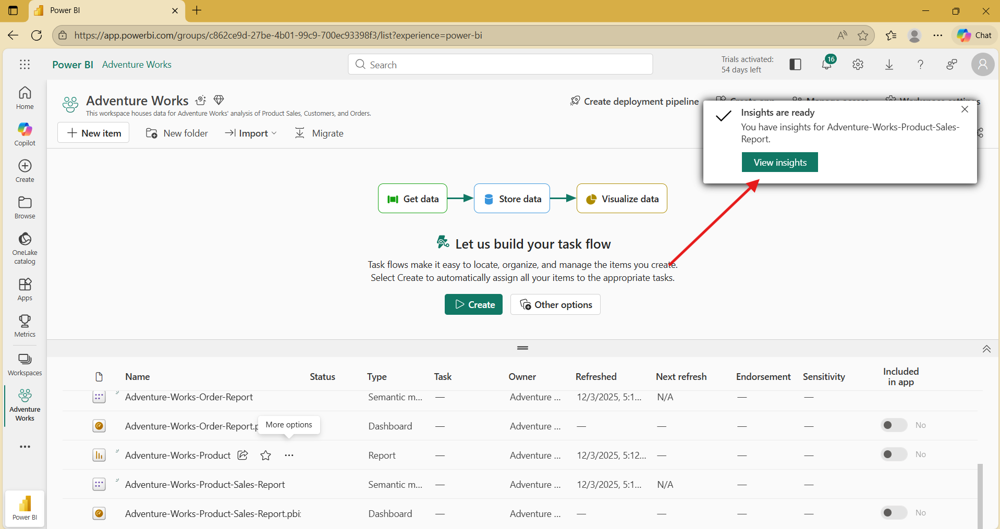 Power BI
https://app.powerbi.com/groups/c862ce9d-27be-4b01-99c9-700ec93398f3/list?experience=power-bi
Chat
Power BI Adventure Works
Search
Trials activated:
54 days left
16
Home
Copilot
Create
Browse
OneLake
catalog
Apps
Metrics
Workspaces
Adventure
Works
Power BI
Adventure Works
This workspace houses data for Adventure Works' analysis of Product Sales, Customers, and Orders.
Create deployment pipeline
New item
New folder
Import
Migrate
Insights are ready
You have insights for Adventure-Works-Product-Sales-
Report.
View insights
Get data
Store data
Visualize data
Let us build your task flow
Task flows make it easy to locate, organize, and manage the items you create.
Select Create to automatically assign all your items to the appropriate tasks.
Create
Other options
Name Status Type Task Owner Refreshed Next refresh Endorsement Sensitivity Included
in app
Adventure-Works-Order-Report Semantic m... — Adventure ... 12/3/2025, 5:1... N/A — —
More options
Adventure-Works-Order-Report.p Dashboard — Adventure ... — — — — No
Adventure-Works-Product Report — Adventure ... 12/3/2025, 5:12... — — — No
Adventure-Works-Product-Sales-Report Semantic m... — Adventure ... 12/3/2025, 5:1... N/A — —
Adventure-Works-Product-Sales-Report.pbi Dashboard — Adventure ... — — — — No